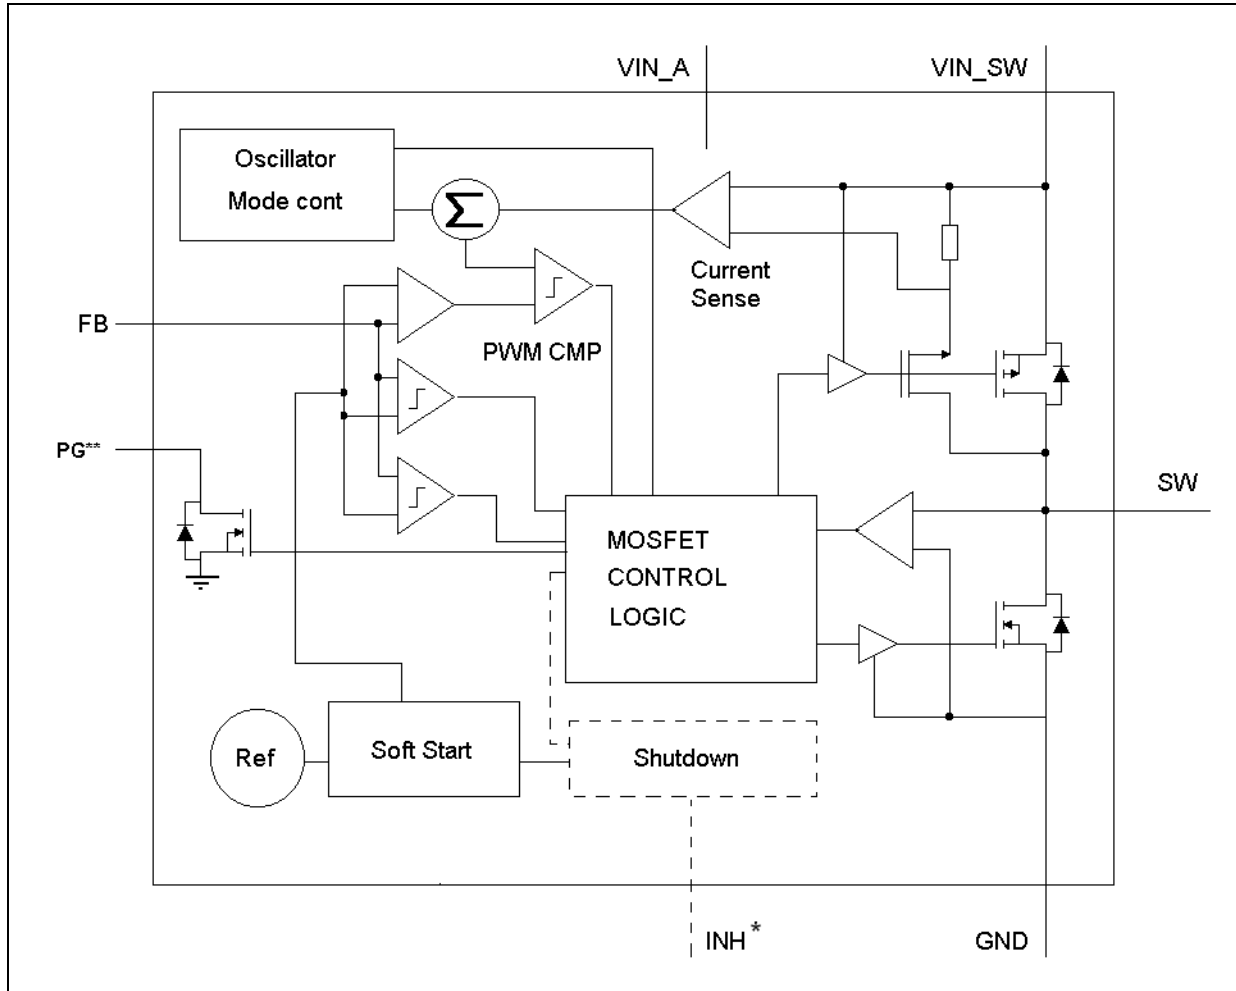 VIN_A
VIN_SW
Oscillator
Mode cont
Σ
Current
Sense
FB
PWM CMP
PG**
SW
MOSFET
CONTROL
LOGIC
Ref
Soft Start
Shutdown
INH*
GND